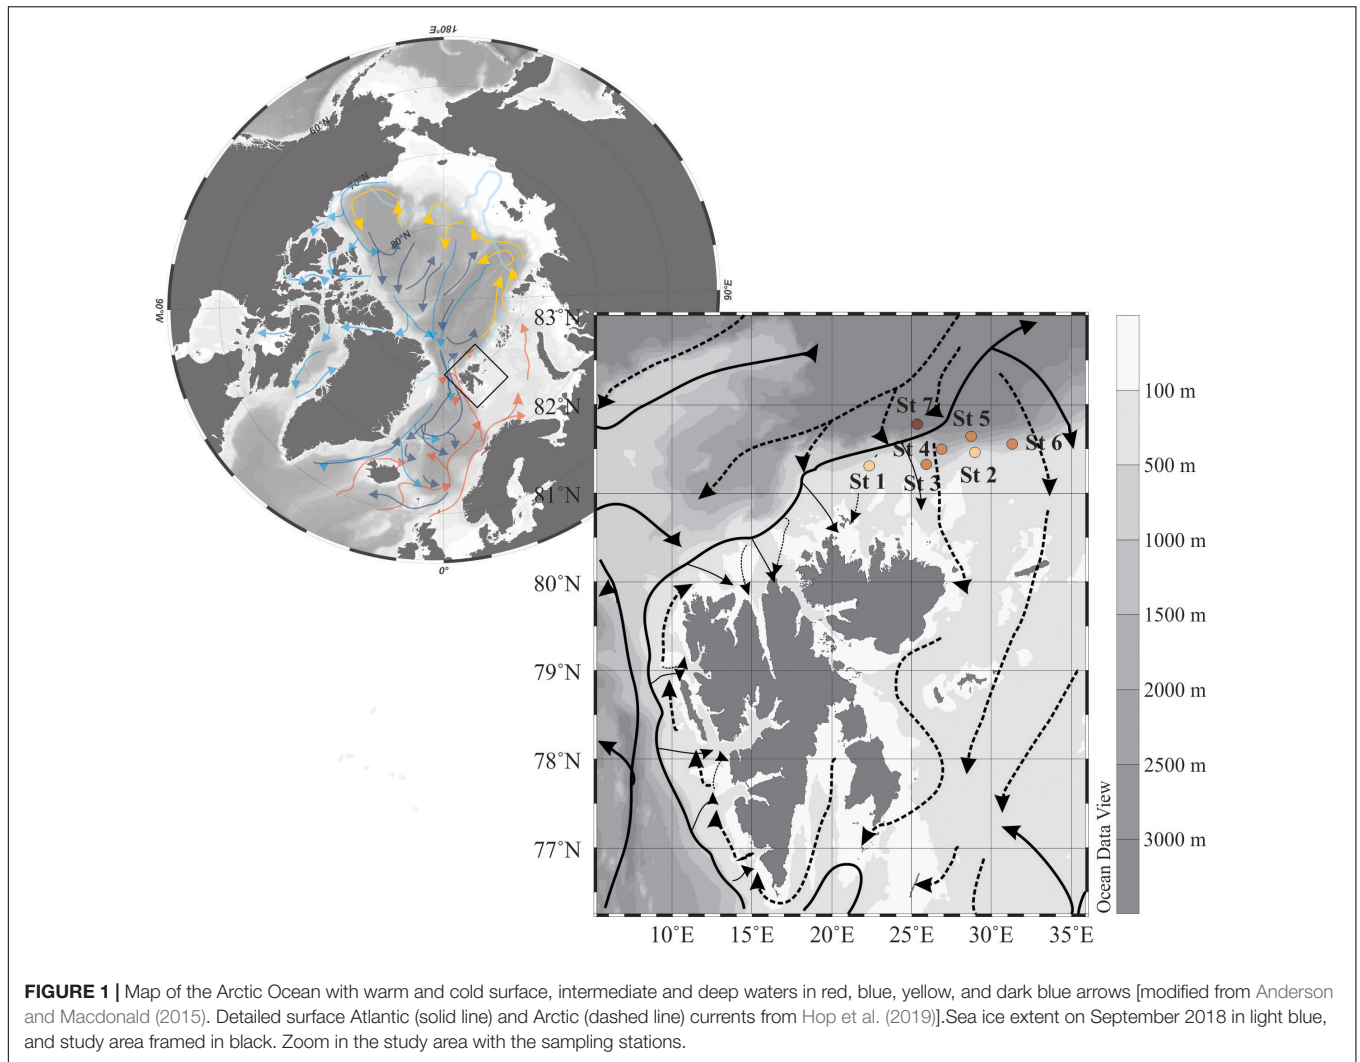 180°E
60°N
70°N
80°N
90°W
90°E
0°
83°N
82°N
81°N
80°N
79°N
78°N
77°N
St 7
St 5
St 4
St 6
St 1
St 3
St 2
10°E
15°E
20°E
25°E
30°E
35°E
Ocean Data View
100 m
500 m
1000 m
1500 m
2000 m
2500 m
3000 m
FIGURE 1 | Map of the Arctic Ocean with warm and cold surface, intermediate and deep waters in red, blue, yellow, and dark blue arrows [modified from Anderson
and Macdonald (2015). Detailed surface Atlantic (solid line) and Arctic (dashed line) currents from Hop et al. (2019)].Sea ice extent on September 2018 in light blue,
and study area framed in black. Zoom in the study area with the sampling stations.